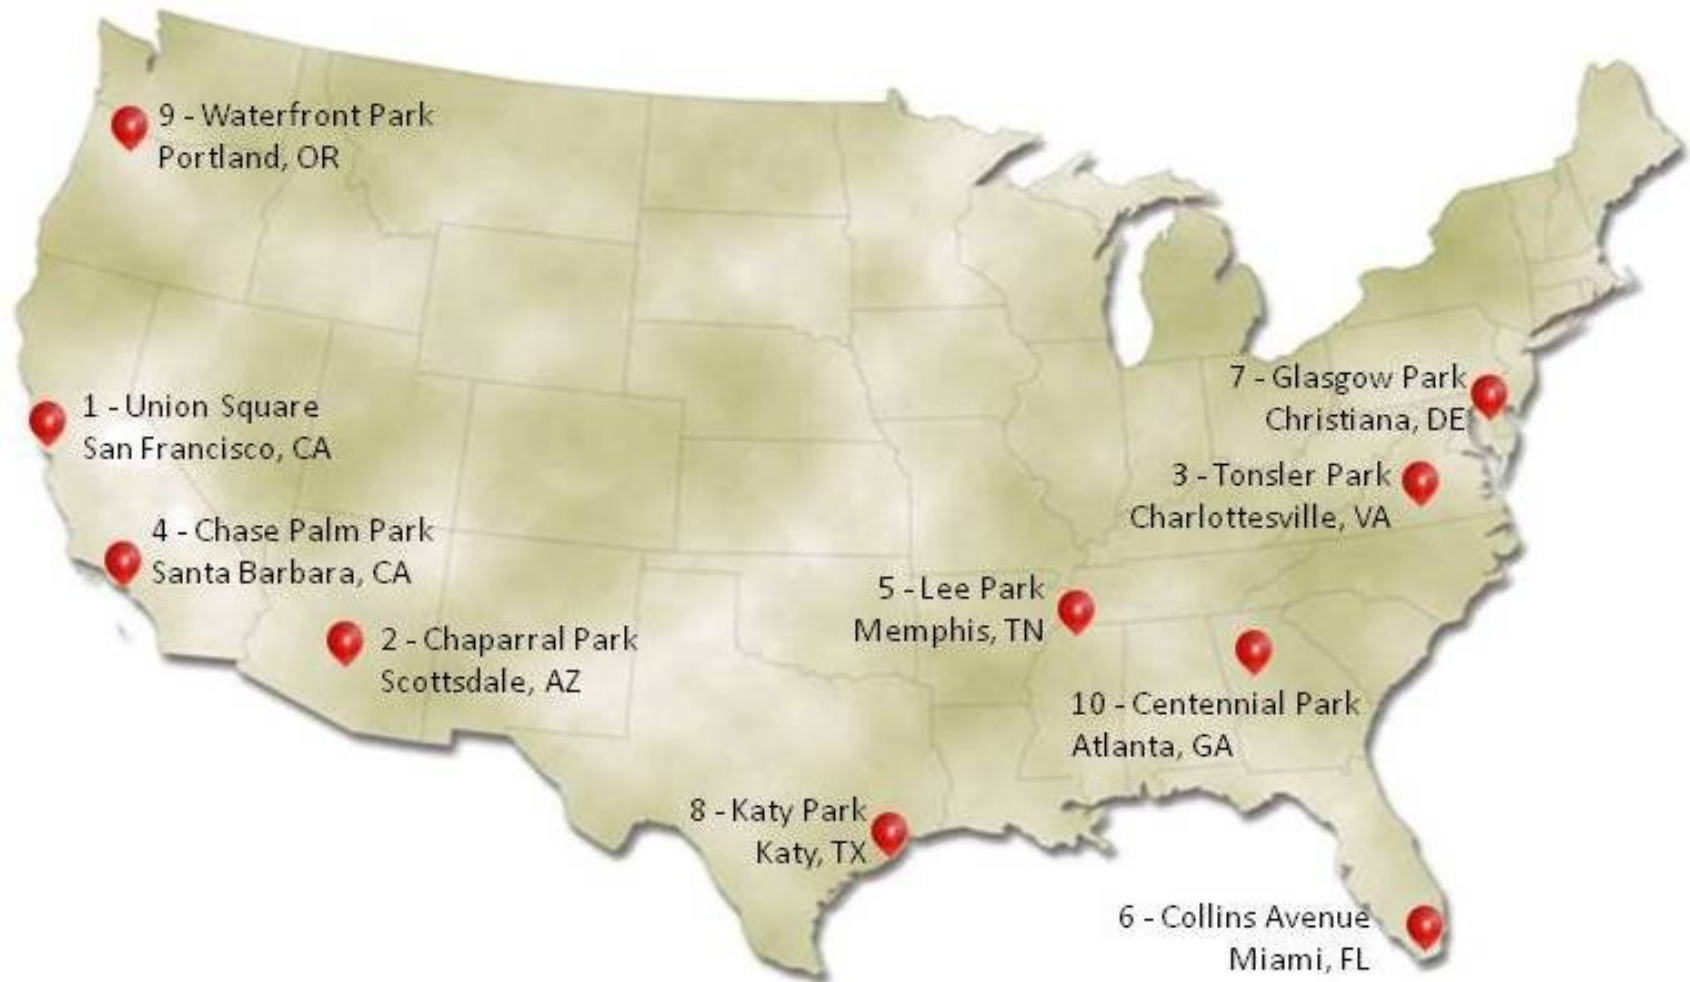 9 - Waterfront Park
Portland, OR
7 - Glasgow Park
Christiana, DE
1 - Union Square
San Francisco, CA
3 - Tonsler Park
Charlottesville, VA
4 - Chase Palm Park
Santa Barbara, CA
5 - Lee Park
Memphis, TN
2 - Chaparral Park
Scottsdale, AZ
10 - Centennial Park
Atlanta, GA
8 - Katy Park
Katy, TX
6 - Collins Avenue
Miami, FL